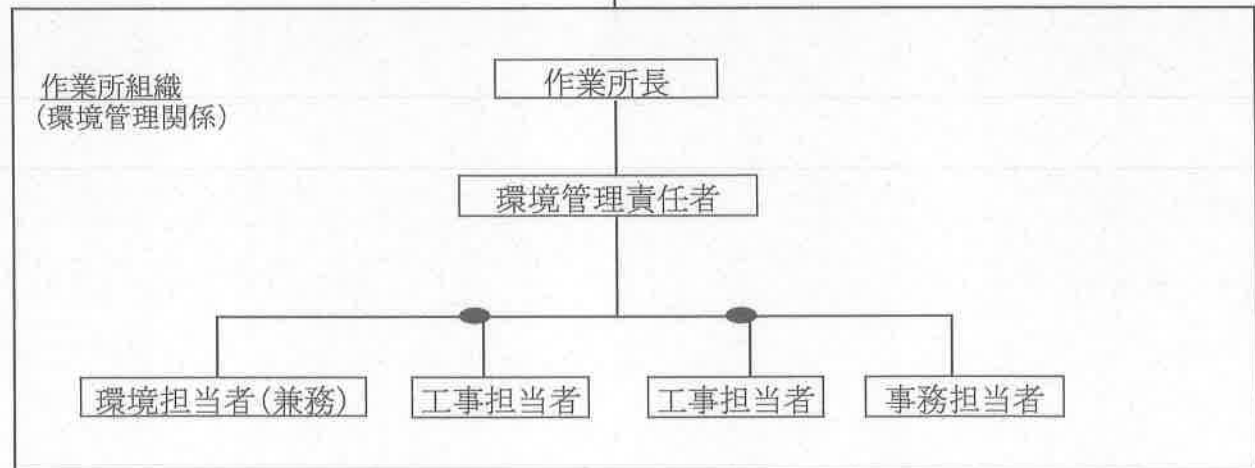 作業所組織
(環境管理関係)
作業所長
環境管理責任者
環境担当者(兼務)
工事担当者
工事担当者
事務担当者